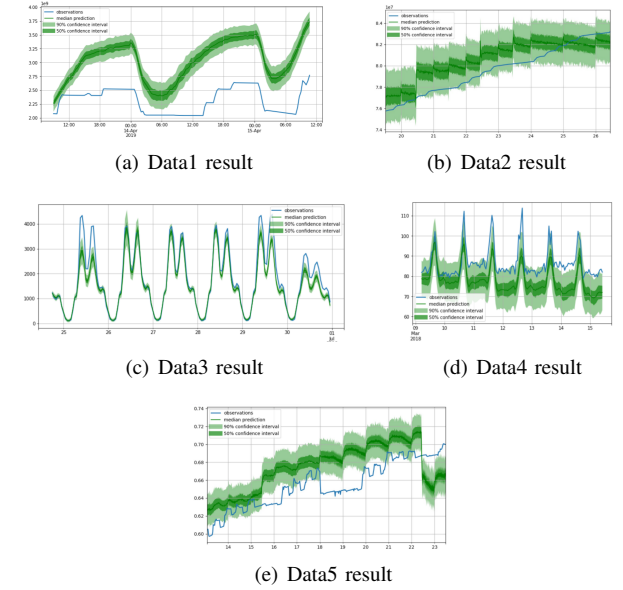 1e9
observations
median prediction
90% confidence interval
50% confidence interval
4.00
3.75
3.50
3.25
3.00
2.75
2.50
2.25
2.00
12:00 18:00 00:00 06:00 12:00 18:00 00:00 06:00 12:00
14-Apr 15-Apr
2019
(a) Data1 result
1e7
observations
median prediction
90% confidence interval
50% confidence interval
8.4
8.2
8.0
7.8
7.6
7.4
20 21 22 23 24 25 26
(b) Data2 result
observations
median prediction
90% confidence interval
50% confidence interval
4000
3000
2000
1000
0
25 26 27 28 29 30 01
Jul
(c) Data3 result
110
100
90
80
70
60
observations
median prediction
90% confidence interval
50% confidence interval
09 10 11 12 13 14 15
Mar
2018
(d) Data4 result
0.74
0.72
0.70
0.68
0.66
0.64
0.62
0.60
observations
median prediction
90% confidence interval
50% confidence interval
14 15 16 17 18 19 20 21 22 23
(e) Data5 result